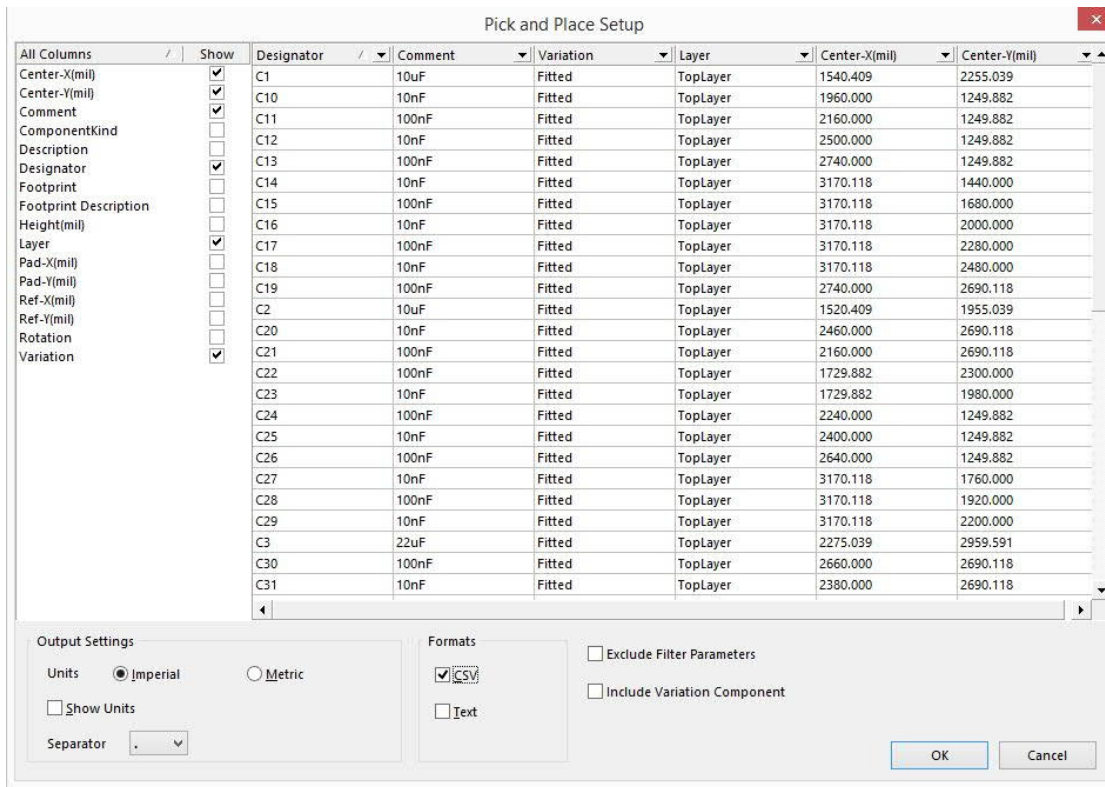 Pick and Place Setup
All Columns Show Designator Comment Variation Layer Center-X(mil) Center-Y(mil)
Center-X(mil)
Center-Y(mil)
Comment
ComponentKind
Description
Designator
Footprint
Footprint Description
Height(mil)
Layer
Pad-X(mil)
Pad-Y(mil)
Ref-X(mil)
Ref-Y(mil)
Rotation
Variation
C1 10uF Fitted TopLayer 1540.409 2255.039
C10 10nF Fitted TopLayer 1960.000 1249.882
C11 100nF Fitted TopLayer 2160.000 1249.882
C12 10nF Fitted TopLayer 2500.000 1249.882
C13 100nF Fitted TopLayer 2740.000 1249.882
C14 10nF Fitted TopLayer 3170.118 1440.000
C15 100nF Fitted TopLayer 3170.118 1680.000
C16 10nF Fitted TopLayer 3170.118 2000.000
C17 100nF Fitted TopLayer 3170.118 2280.000
C18 10nF Fitted TopLayer 3170.118 2480.000
C19 100nF Fitted TopLayer 2740.000 2690.118
C2 10uF Fitted TopLayer 1520.409 1955.039
C20 10nF Fitted TopLayer 2460.000 2690.118
C21 100nF Fitted TopLayer 2160.000 2690.118
C22 100nF Fitted TopLayer 1729.882 2300.000
C23 10nF Fitted TopLayer 1729.882 1980.000
C24 100nF Fitted TopLayer 2240.000 1249.882
C25 10nF Fitted TopLayer 2400.000 1249.882
C26 100nF Fitted TopLayer 2640.000 1249.882
C27 10nF Fitted TopLayer 3170.118 1760.000
C28 100nF Fitted TopLayer 3170.118 1920.000
C29 10nF Fitted TopLayer 3170.118 2200.000
C3 22uF Fitted TopLayer 2275.039 2959.591
C30 100nF Fitted TopLayer 2660.000 2690.118
C31 10nF Fitted TopLayer 2380.000 2690.118
Output Settings
Units Imperial Metric
Show Units
Separator .
Formats
CSV
Text
Exclude Filter Parameters
Include Variation Component
OK Cancel